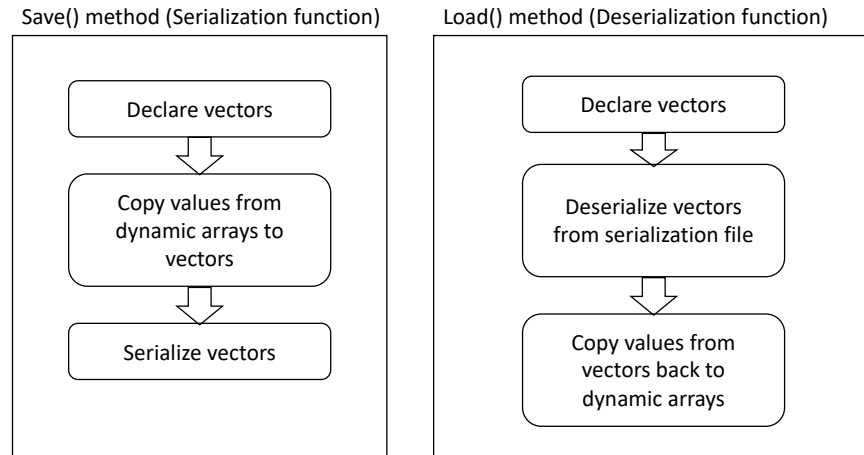 Save() method (Serialization function)
Declare vectors
Copy values from
dynamic arrays to
vectors
Serialize vectors
Load() method (Deserialization function)
Declare vectors
Deserialize vectors
from serialization file
Copy values from
vectors back to
dynamic arrays